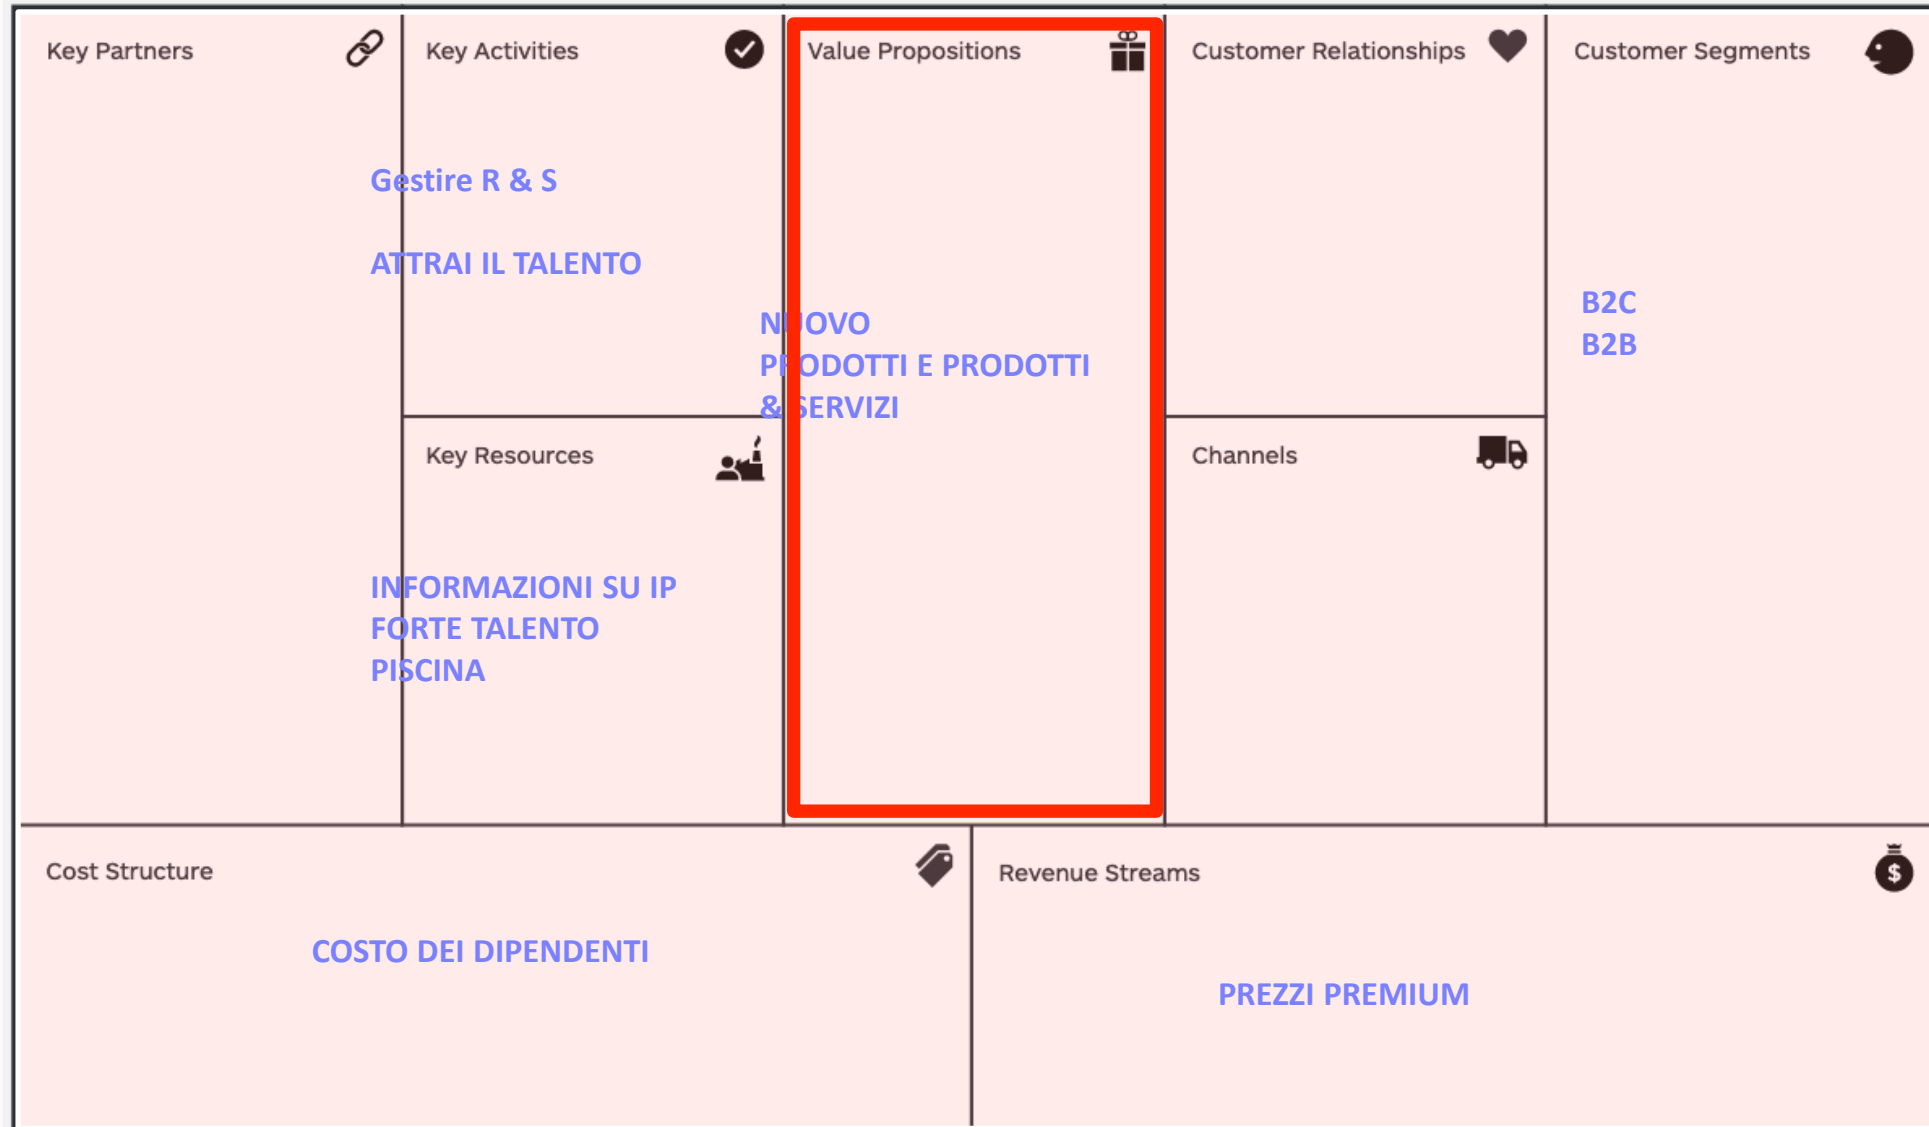 Key Partners
Key Activities
Gestire R & S
ATTRAI IL TALENTO
Key Resources
INFORMAZIONI SU IP
FORTE TALENTO
PISCINA
Value Propositions
NUOVO
PRODOTTI E PRODOTTI
& SERVIZI
Customer Relationships
Channels
Customer Segments
B2C
B2B
Cost Structure
COSTO DEI DIPENDENTI
Revenue Streams
$
PREZZI PREMIUM